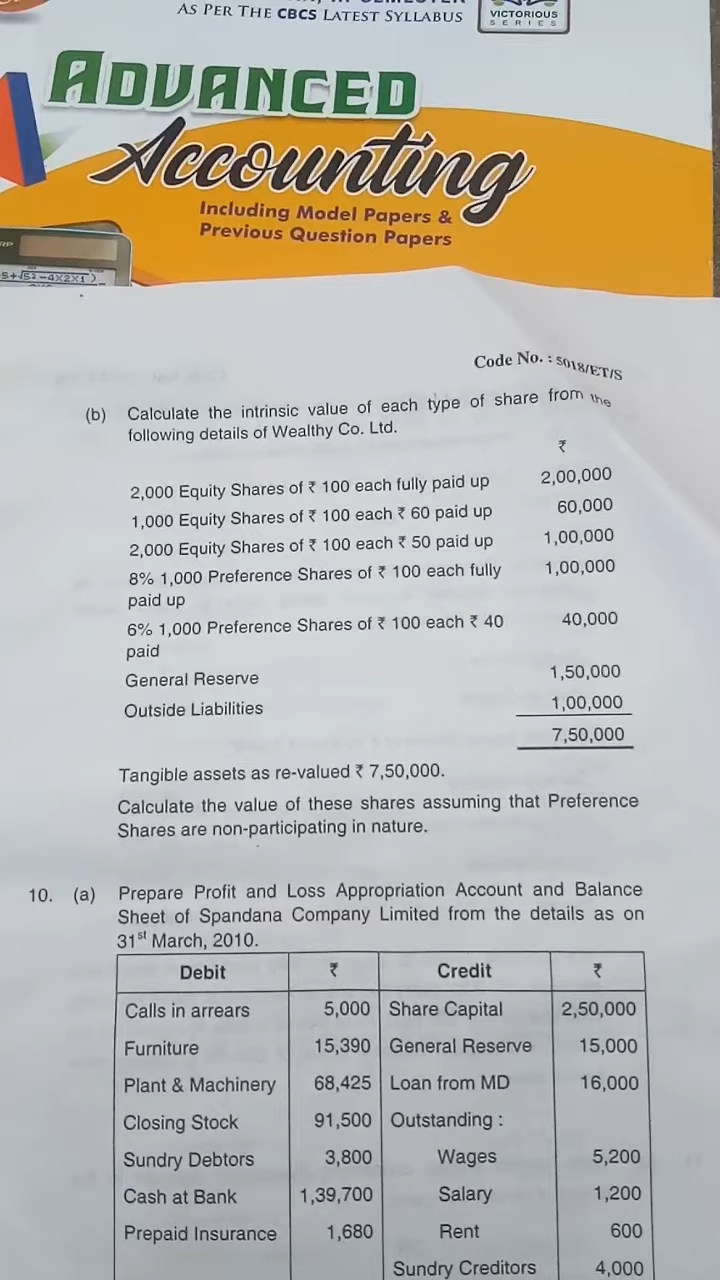 AS PER THE CBCS LATEST SYLLABUS
VICTORIOUS
SERIES
ADVANCED
Accounting
Including Model Papers &
Previous Question Papers
Code No. : 5018/ET/S
(b) Calculate the intrinsic value of each type of share from the
following details of Wealthy Co. Ltd.
₹
2,000 Equity Shares of ₹ 100 each fully paid up 2,00,000
1,000 Equity Shares of ₹ 100 each ₹ 60 paid up 60,000
2,000 Equity Shares of ₹ 100 each ₹ 50 paid up 1,00,000
8% 1,000 Preference Shares of ₹ 100 each fully 1,00,000
paid up
6% 1,000 Preference Shares of ₹ 100 each ₹ 40 40,000
paid
General Reserve 1,50,000
Outside Liabilities 1,00,000
7,50,000
Tangible assets as re-valued ₹ 7,50,000.
Calculate the value of these shares assuming that Preference
Shares are non-participating in nature.
10. (a) Prepare Profit and Loss Appropriation Account and Balance
Sheet of Spandana Company Limited from the details as on
31st March, 2010.
Debit ₹ Credit ₹
Calls in arrears 5,000 Share Capital 2,50,000
Furniture 15,390 General Reserve 15,000
Plant & Machinery 68,425 Loan from MD 16,000
Closing Stock 91,500 Outstanding :
Sundry Debtors 3,800 Wages 5,200
Cash at Bank 1,39,700 Salary 1,200
Prepaid Insurance 1,680 Rent 600
Sundry Creditors 4,000